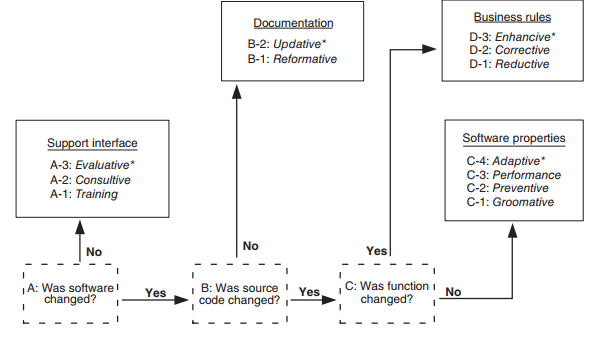 Documentation
B-2: Updative*
B-1: Reformative
Business rules
D-3: Enhancive*
D-2: Corrective
D-1: Reductive
Support interface
A-3: Evaluative*
A-2: Consultive
A-1: Training
Software properties
C-4: Adaptive*
C-3: Performance
C-2: Preventive
C-1: Groomative
No
No
Yes
A: Was software
changed?
Yes
B: Was source
code changed?
Yes
C: Was function
changed?
No